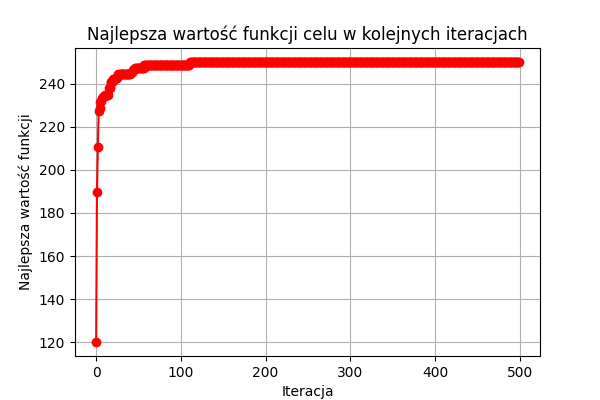 Najlepsza wartość funkcji celu w kolejnych iteracjach
Najlepsza wartość funkcji
240
220
200
180
160
140
120
0 100 200 300 400 500
Iteracja